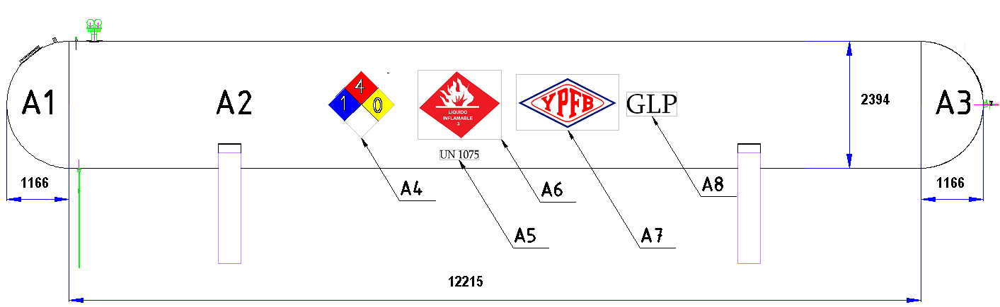 A1
A2
4
1
0
LIQUIDO
INFLAMABLE
3
YPFB
GLP
2394
A3
UN 1075
1166
A4
A6
A8
1166
A5
A7
12215